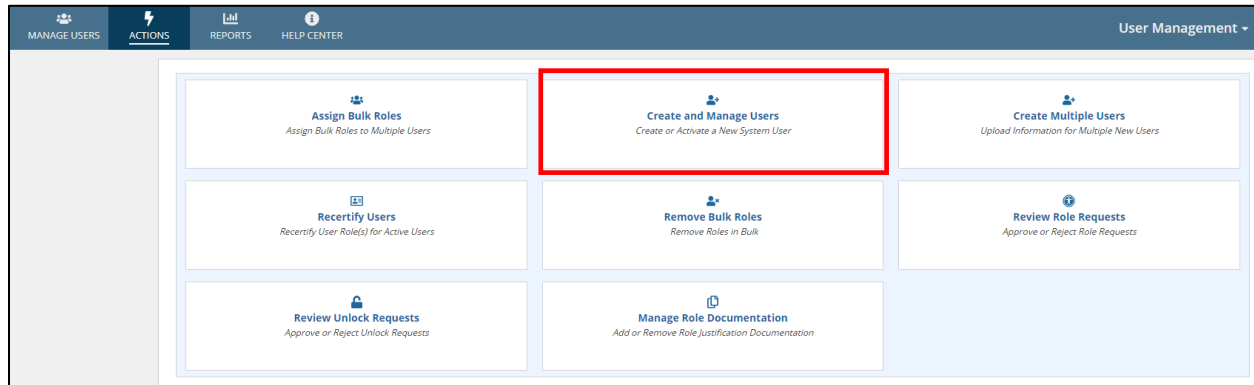 MANAGE USERS
ACTIONS
REPORTS
HELP CENTER
User Management
Assign Bulk Roles
Assign Bulk Roles to Multiple Users
Create and Manage Users
Create or Activate a New System User
Create Multiple Users
Upload Information for Multiple New Users
Recertify Users
Recertify User Role(s) for Active Users
Remove Bulk Roles
Remove Roles in Bulk
Review Role Requests
Approve or Reject Role Requests
Review Unlock Requests
Approve or Reject Unlock Requests
Manage Role Documentation
Add or Remove Role Justification Documentation